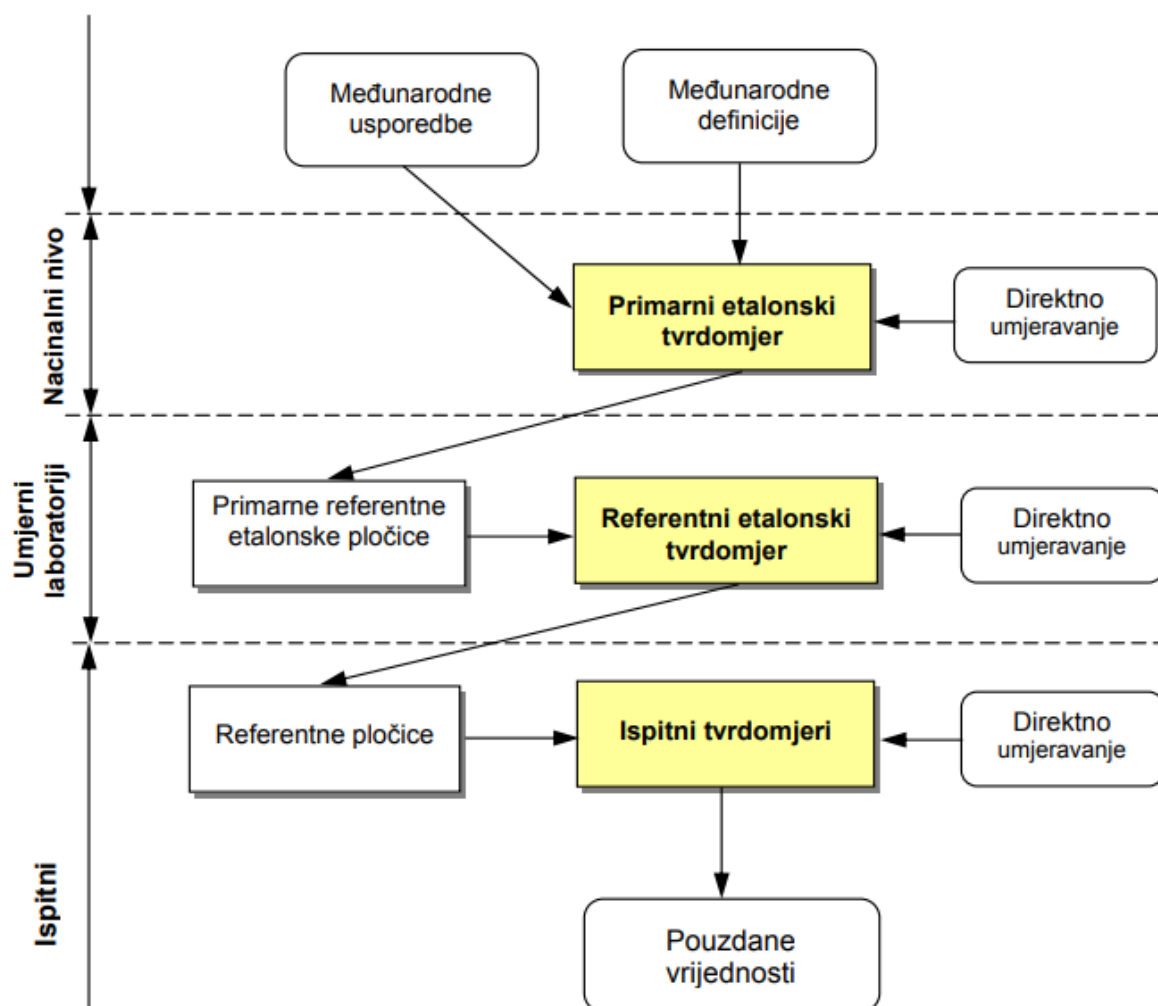 Međunarodne
usporedbe
Međunarodne
definicije
Nacinalni nivo
Primarni etalonski
tvrdomjer
Direktno
umjeravanje
Umjerni
laboratoriji
Primarne referentne
etalonske pločice
Referentni etalonski
tvrdomjer
Direktno
umjeravanje
Ispitni
Referentne pločice
Ispitni tvrdomjeri
Direktno
umjeravanje
Pouzdane
vrijednosti